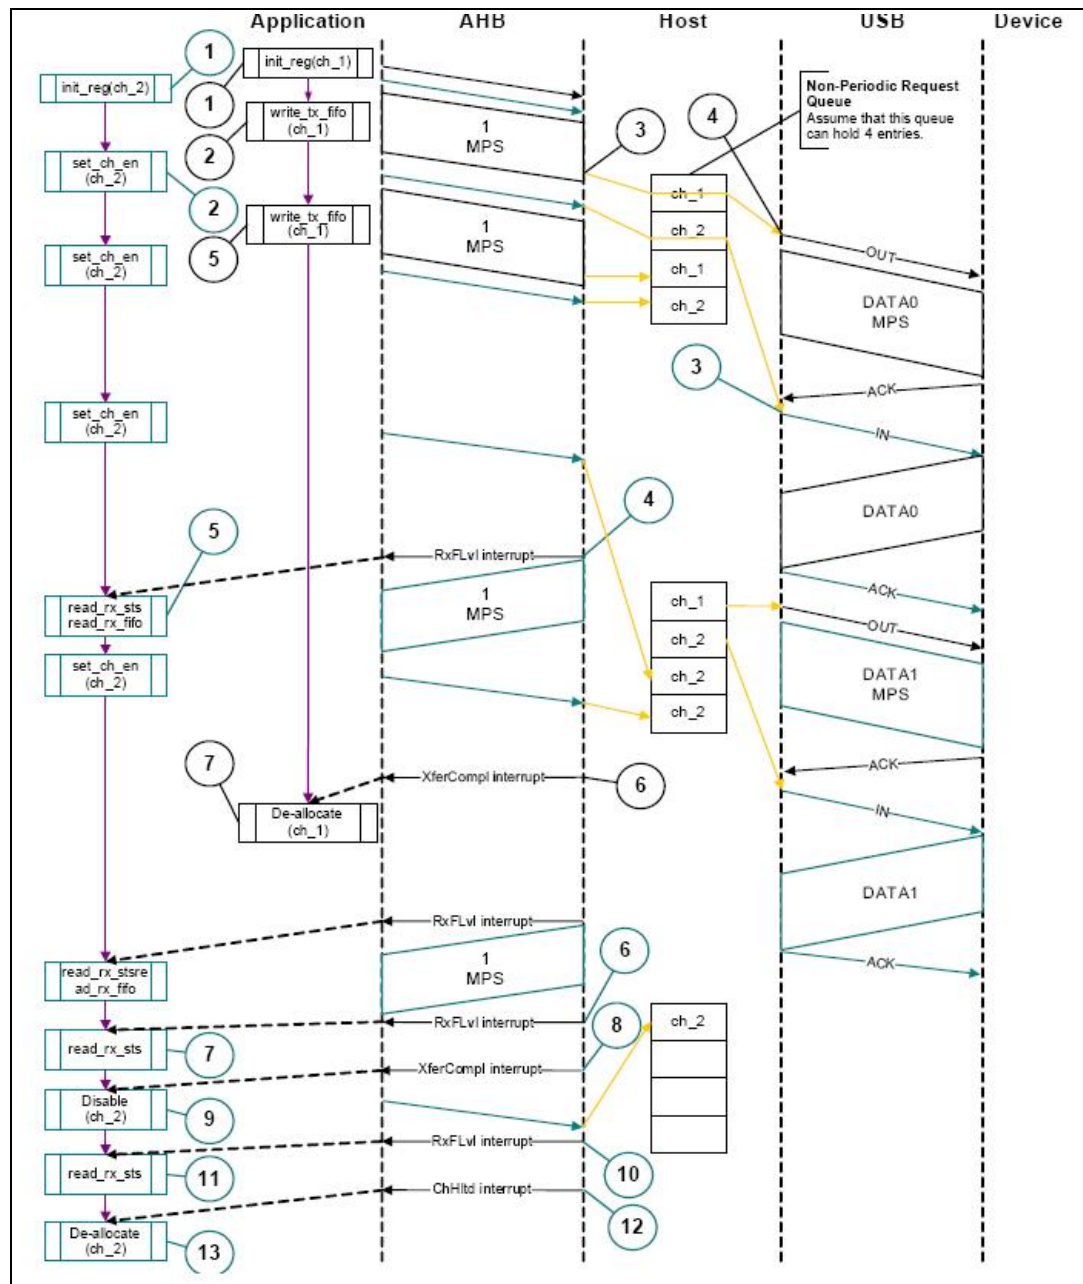 Application AHB Host USB Device
1
init_reg(ch_2)
init_reg(ch_1)
1
Non-Periodic Request
Queue
Assume that this queue
can hold 4 entries.
write_tx_fifo
(ch_1)
1
MPS
3
4
2
set_ch_en
(ch_2)
ch_1
2
write_tx_fifo
(ch_1)
5
1
MPS
ch_2
set_ch_en
(ch_2)
ch_1
OUT
ch_2
DATA0
MPS
3
ACK
set_ch_en
(ch_2)
IN
4
DATA0
5
RxFLvl interrupt
read_rx_sts
read_rx_fifo
1
MPS
ch_1
ACK
ch_2
OUT
set_ch_en
(ch_2)
ch_2
DATA1
MPS
ch_2
7
XferCompl interrupt
6
ACK
De-allocate
(ch_1)
IN
DATA1
RxFLvl interrupt
read_rx_stsre
ad_rx_fifo
1
MPS
6
ACK
RxFLvl interrupt
8
ch_2
read_rx_sts
7
XferCompl interrupt
Disable
(ch_2)
9
RxFLvl interrupt
10
read_rx_sts
11
ChHltd interrupt
12
De-allocate
(ch_2)
13